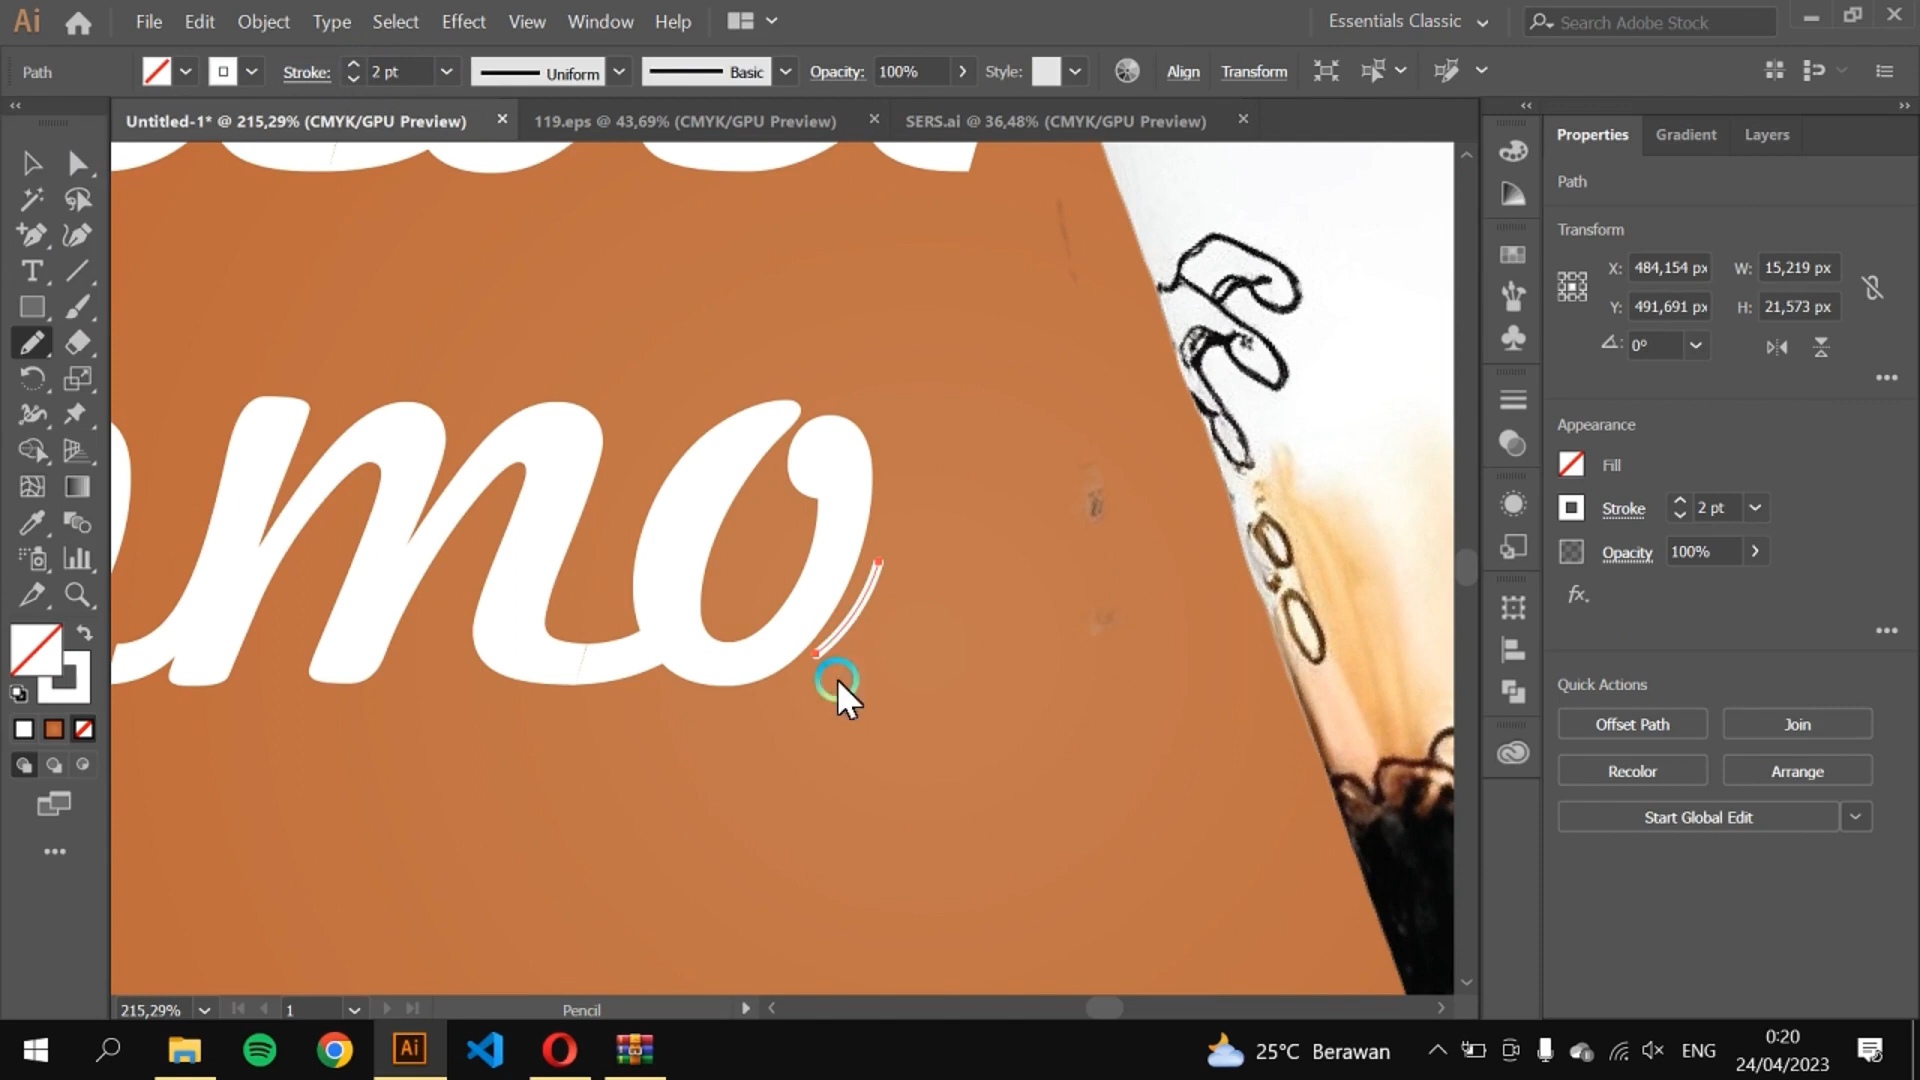 Ai File Edit Object Type Select Effect View Window Help Essentials Classic Search Adobe Stock
Path Stroke: 2 pt Uniform Basic Opacity: 100% Style: Align Transform
Untitled-1* @ 215,29% (CMYK/GPU Preview) 119.eps @ 43,69% (CMYK/GPU Preview) SERS.ai @ 36,48% (CMYK/GPU Preview)
Properties Gradient Layers
Path
Transform
X: 484,154 px W: 15,219 px
Y: 491,691 px H: 21,573 px
0°
Appearance
Fill
Stroke 2 pt
Opacity 100%
fx.
Quick Actions
Offset Path Join
Recolor Arrange
Start Global Edit
mo
215,29% 1 Pencil
Ai 25°C Berawan ENG 0:20
24/04/2023